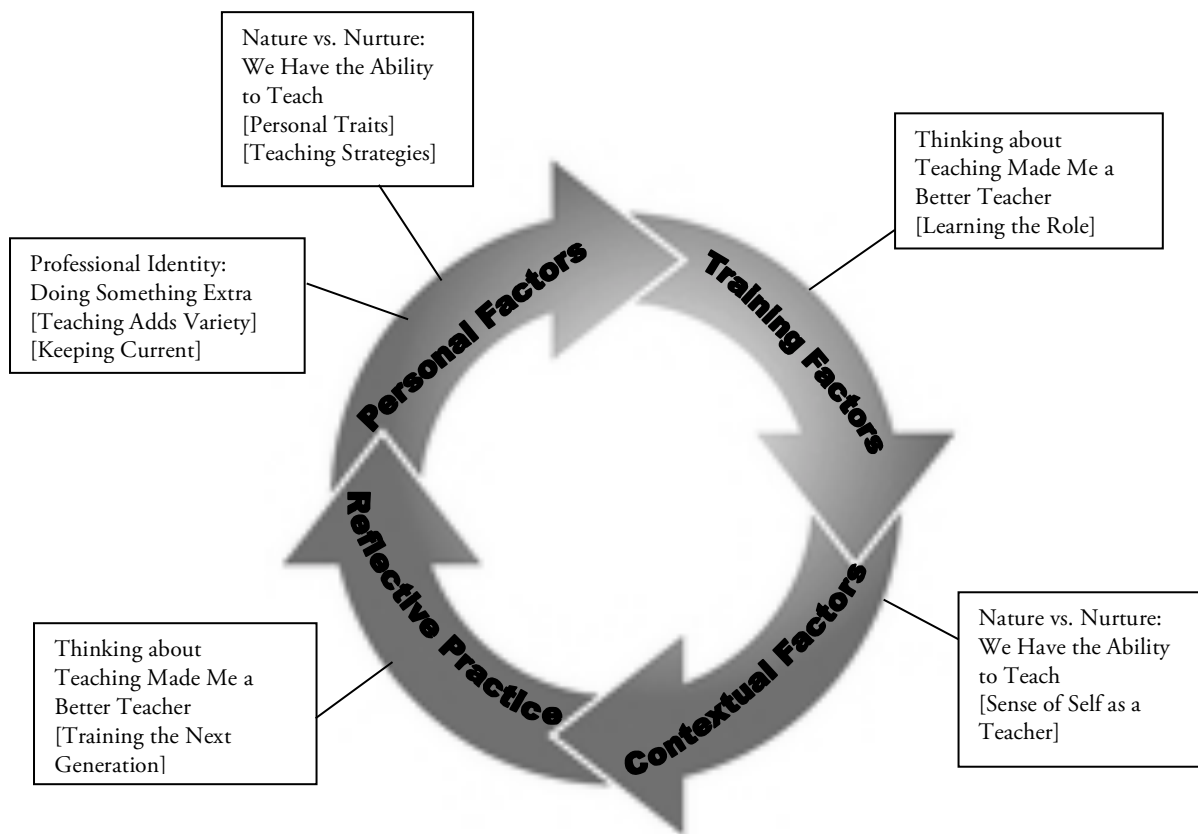 Nature vs. Nurture:
We Have the Ability
to Teach
[Personal Traits]
[Teaching Strategies]
Thinking about
Teaching Made Me a
Better Teacher
[Learning the Role]
Professional Identity:
Doing Something Extra
[Teaching Adds Variety]
[Keeping Current]
Personal Factors
Training Factors
Reflective Practice
Contextual Factors
Nature vs. Nurture:
We Have the Ability
to Teach
[Sense of Self as a
Teacher]
Thinking about
Teaching Made Me a
Better Teacher
[Training the Next
Generation]